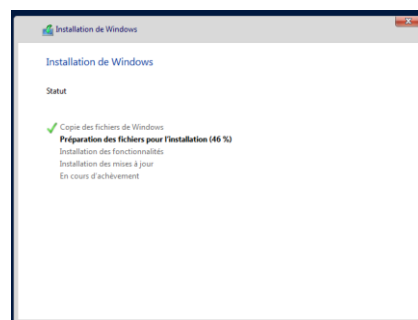 Installation de Windows
Installation de Windows
Statut
Copie des fichiers de Windows
Préparation des fichiers pour l'installation (46 %)
Installation des fonctionnalités
Installation des mises à jour
En cours d'achèvement